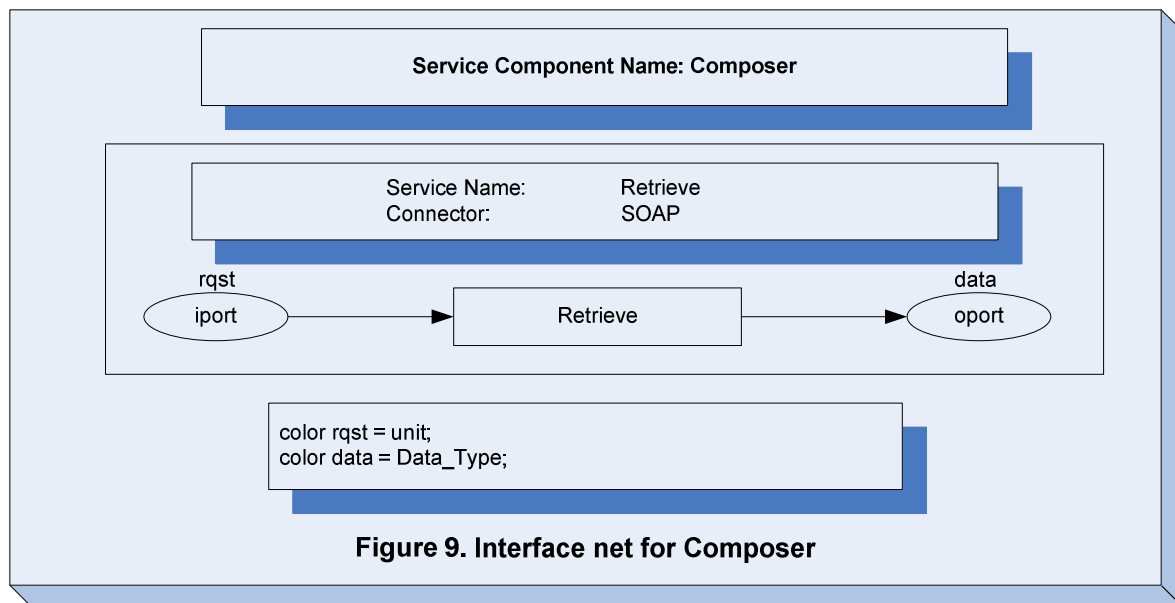 Service Component Name: Composer
Service Name: Retrieve
Connector: SOAP
rqst
data
iport
Retrieve
oport
color rqst = unit;
color data = Data_Type;
Figure 9. Interface net for Composer